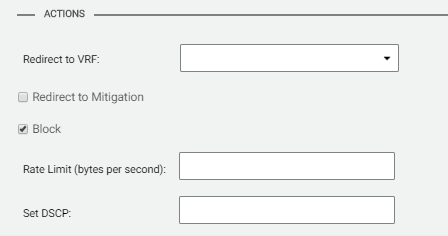 ACTIONS
Redirect to VRF:
Redirect to Mitigation
Block
Rate Limit (bytes per second):
Set DSCP: